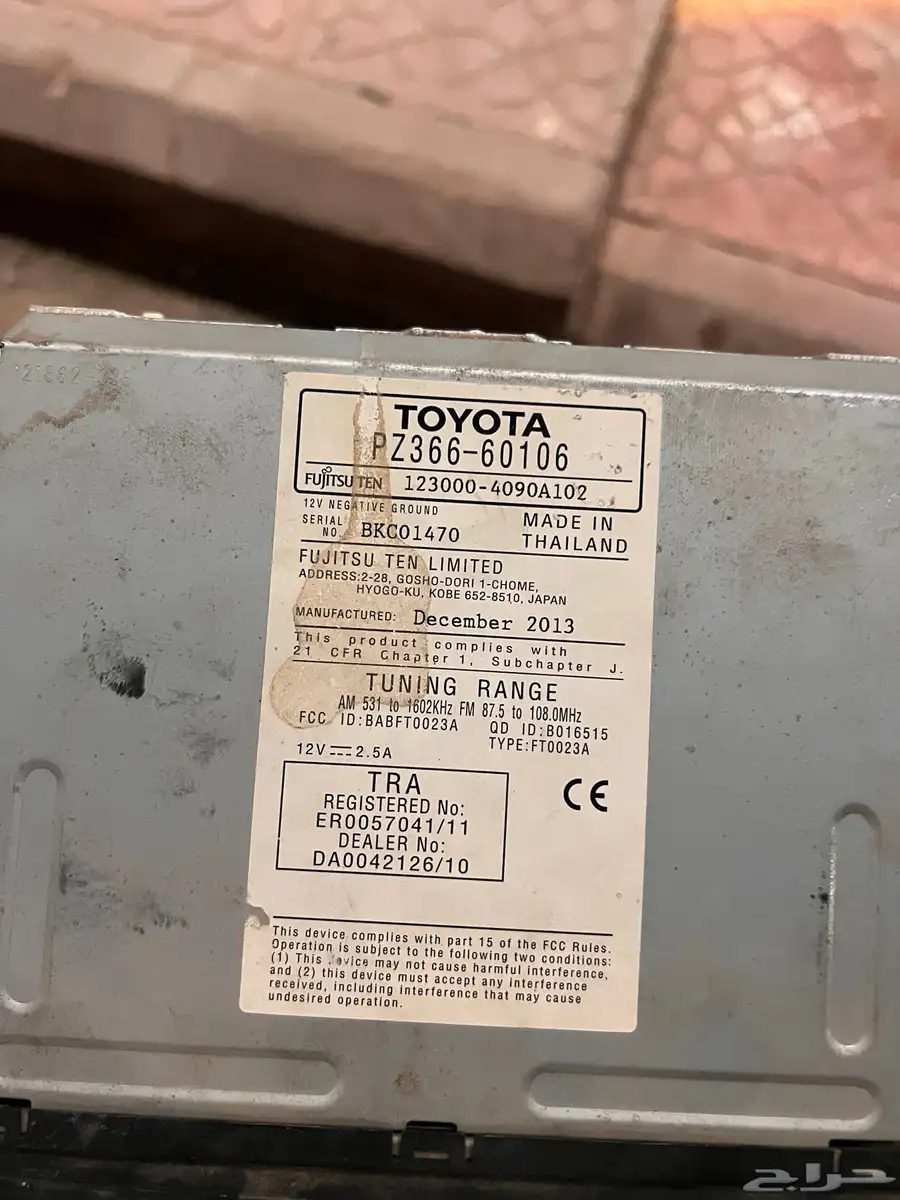 TOYOTA
PZ366-60106
FUJITSU TEN 123000-4090A102
12V NEGATIVE GROUND
SERIAL NO. BKC01470
MADE IN THAILAND
FUJITSU TEN LIMITED
ADDRESS:2-28, GOSHO-DORI 1-CHOME,
HYOGO-KU, KOBE 652-8510, JAPAN
MANUFACTURED: December 2013
This product complies with
21 CFR Chapter 1, Subchapter J.
TUNING RANGE
AM 531 to 1602KHz FM 87.5 to 108.0MHz
FCC ID:BABFT0023A QD ID:B016515
TYPE:FT0023A
12V 2.5A
CE
TRA
REGISTERED No:
ER0057041/11
DEALER No:
DA0042126/10
This device complies with part 15 of the FCC Rules.
Operation is subject to the following two conditions:
(1) This device may not cause harmful interference,
and (2) this device must accept any interference
received, including interference that may cause
undesired operation.
حراج